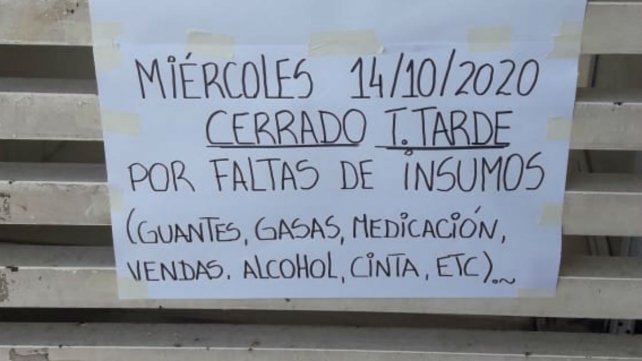 MIÉRCOLES 14/10/2020
CERRADO T. TARDE
POR FALTAS DE INSUMOS
(GUANTES, GASAS, MEDICACIÓN,
VENDAS. ALCOHOL, CINTA, ETC).~